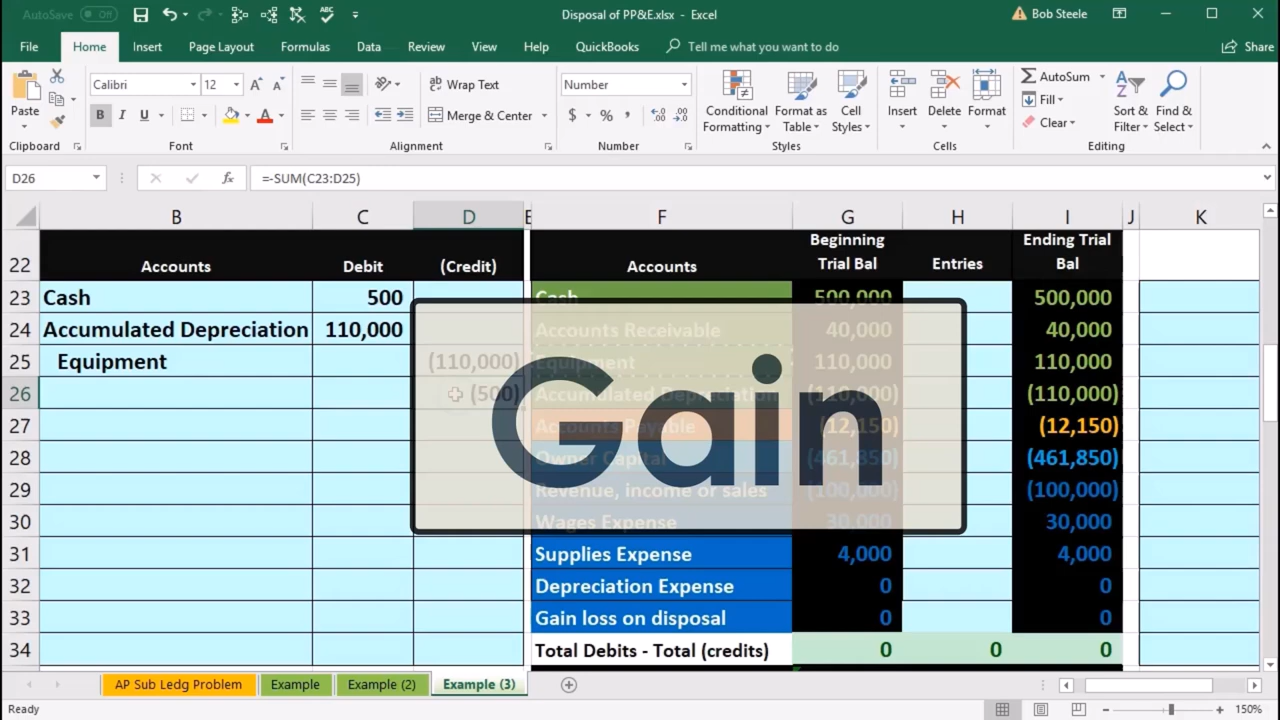 AutoSave Off
Disposal of PP&E.xlsx - Excel
Bob Steele
File Home Insert Page Layout Formulas Data Review View Help QuickBooks Tell me what you want to do Share
Paste
Calibri 12
B I U
Wrap Text
Merge & Center
Number
$ % ,
Conditional Formatting
Format as Table
Cell Styles
Insert
Delete
Format
AutoSum
Fill
Clear
Sort & Filter
Find & Select
Clipboard Font Alignment Number Styles Cells Editing
D26 fx =-SUM(C23:D25)
B C D E F G H I J K
22 Accounts Debit (Credit) Accounts Beginning Trial Bal Entries Ending Trial Bal
23 Cash 500 Cash 500,000 500,000
24 Accumulated Depreciation 110,000 Accounts Receivable 40,000 40,000
25 Equipment (110,000) Equipment 110,000 110,000
26 (500) Accumulated Depreciation (110,000) (110,000)
27 Accounts Payable (12,150) (12,150)
28 Owner Capital (461,850) (461,850)
29 Revenue, income or sales (100,000) (100,000)
30 Wages Expense 30,000 30,000
Gain
31 Supplies Expense 4,000 4,000
32 Depreciation Expense 0 0
33 Gain loss on disposal 0 0
34 Total Debits - Total (credits) 0 0 0
AP Sub Ledg Problem Example Example (2) Example (3)
Ready 150%